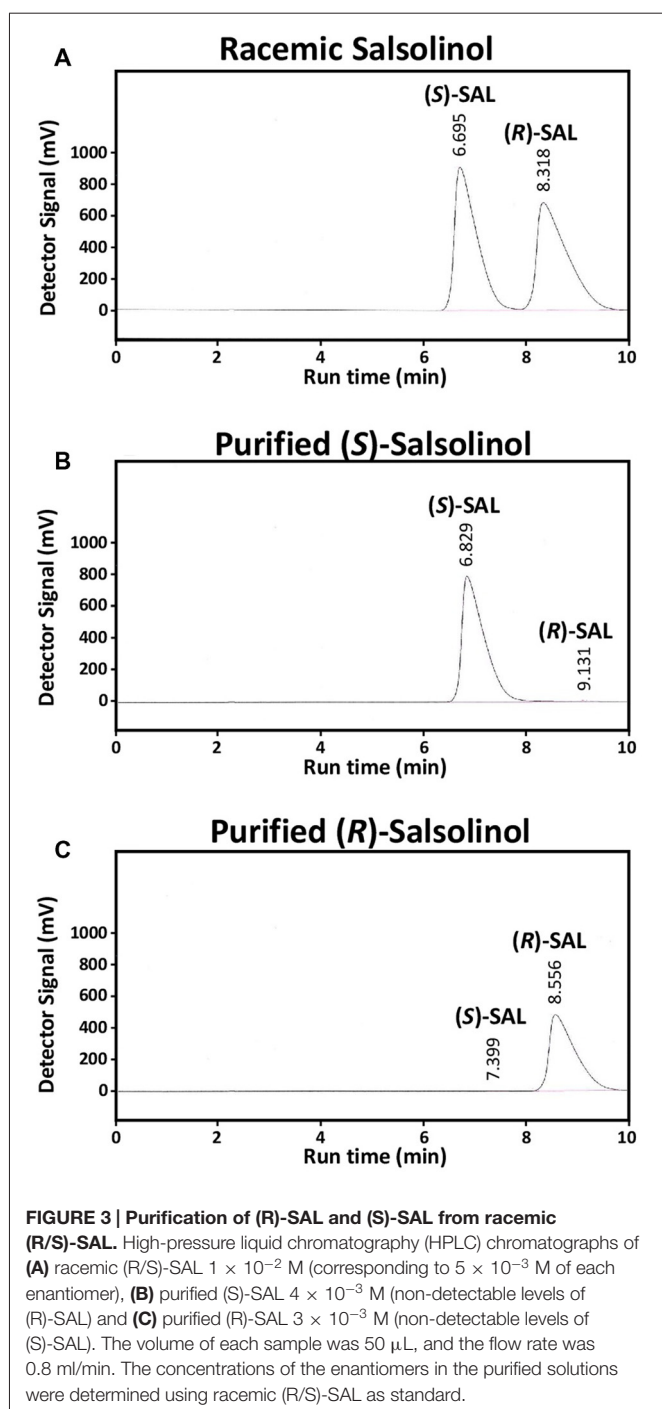 A
Racemic Salsolinol
(S)-SAL
6.695
(R)-SAL
8.318
Detector Signal (mV)
1000
800
600
400
200
0
0 2 4 6 8 10
Run time (min)
B
Purified (S)-Salsolinol
(S)-SAL
6.829
(R)-SAL
9.131
Detector Signal (mV)
1000
800
600
400
200
0
0 2 4 6 8 10
Run time (min)
C
Purified (R)-Salsolinol
(R)-SAL
8.556
(S)-SAL
7.399
Detector Signal (mV)
1000
800
600
400
200
0
0 2 4 6 8 10
Run time (min)
FIGURE 3 | Purification of (R)-SAL and (S)-SAL from racemic
(R/S)-SAL. High-pressure liquid chromatography (HPLC) chromatographs of
(A) racemic (R/S)-SAL 1 × 10⁻² M (corresponding to 5 × 10⁻³ M of each
enantiomer), (B) purified (S)-SAL 4 × 10⁻³ M (non-detectable levels of
(R)-SAL) and (C) purified (R)-SAL 3 × 10⁻³ M (non-detectable levels of
(S)-SAL). The volume of each sample was 50 μL, and the flow rate was
0.8 ml/min. The concentrations of the enantiomers in the purified solutions
were determined using racemic (R/S)-SAL as standard.